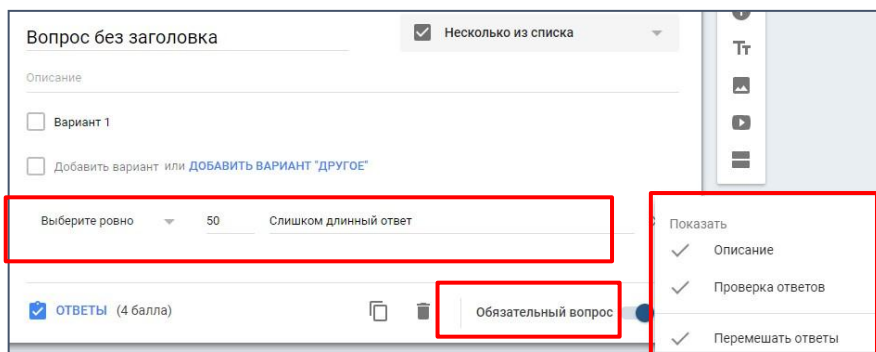 Вопрос без заголовка
Несколько из списка
Tт
Описание
Вариант 1
Добавить вариант или ДОБАВИТЬ ВАРИАНТ "ДРУГОЕ"
Выберите ровно 50 Слишком длинный ответ
Показать
Описание
Проверка ответов
Перемешать ответы
ОТВЕТЫ (4 балла)
Обязательный вопрос